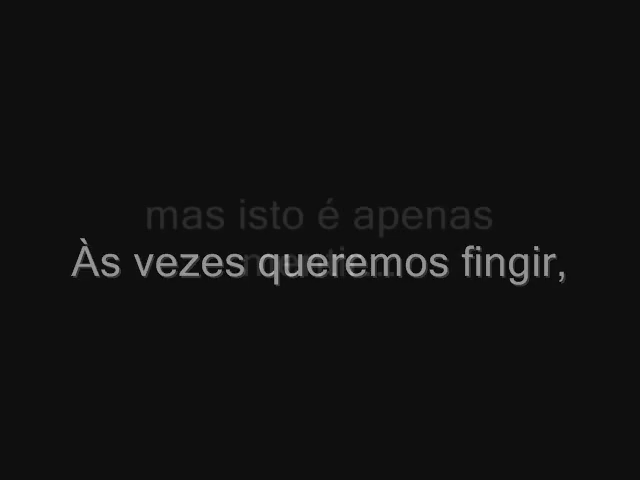 mas isto é apenas
Às vezes queremos fingir,